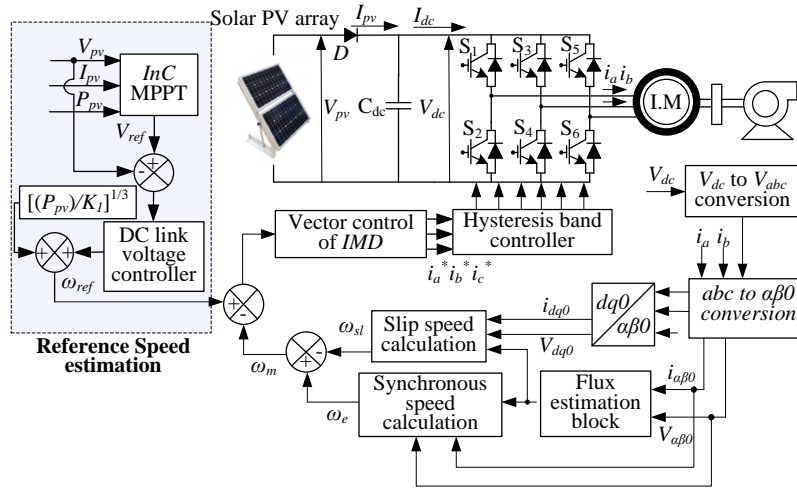 Solar PV array
I_pv
I_dc
V_pv
I_pv
P_pv
InC
MPPT
V_ref
D
V_pv
C_dc
V_dc
S_1
S_3
S_5
S_2
S_4
S_6
i_a i_b
I.M
[(P_pv)/K_1]^1/3
DC link
voltage
controller
ω_ref
Reference Speed
estimation
Vector control
of IMD
i_a* i_b* i_c*
Hysteresis band
controller
V_dc
V_dc to V_abc
conversion
i_a i_b
abc to αβ0
conversion
dq0
αβ0
i_dq0
V_dq0
ω_sl
Slip speed
calculation
ω_m
ω_e
Synchronous
speed
calculation
Flux
estimation
block
i_αβ0
V_αβ0
+
-
+
+
+
-
+
-